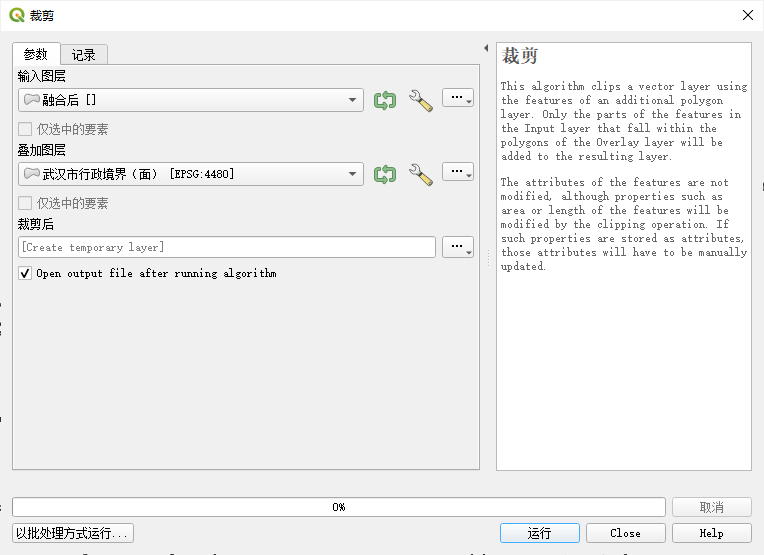 裁剪
参数 记录
输入图层
融合后 []
仅选中的要素
叠加图层
武汉市行政境界（面） [EPSG:4480]
仅选中的要素
裁剪后
[Create temporary layer]
Open output file after running algorithm
裁剪
This algorithm clips a vector layer using
the features of an additional polygon
layer. Only the parts of the features in
the Input layer that fall within the
polygons of the Overlay layer will be
added to the resulting layer.
The attributes of the features are not
modified, although properties such as
area or length of the features will be
modified by the clipping operation. If
such properties are stored as attributes,
those attributes will have to be manually
updated.
0% 取消
以批处理方式运行... 运行 Close Help